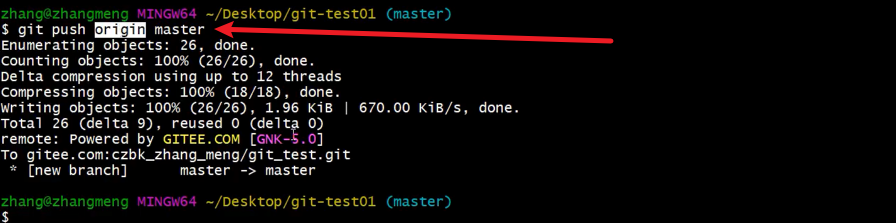 zhang@zhangmeng MINGW64 ~/Desktop/git-test01 (master)
$ git push origin master
Enumerating objects: 26, done.
Counting objects: 100% (26/26), done.
Delta compression using up to 12 threads
Compressing objects: 100% (18/18), done.
Writing objects: 100% (26/26), 1.96 KiB | 670.00 KiB/s, done.
Total 26 (delta 9), reused 0 (delta 0)
remote: Powered by GITEE.COM [GNK-5.0]
To gitee.com:czbk_zhang_meng/git_test.git
 * [new branch]      master -> master
zhang@zhangmeng MINGW64 ~/Desktop/git-test01 (master)
$